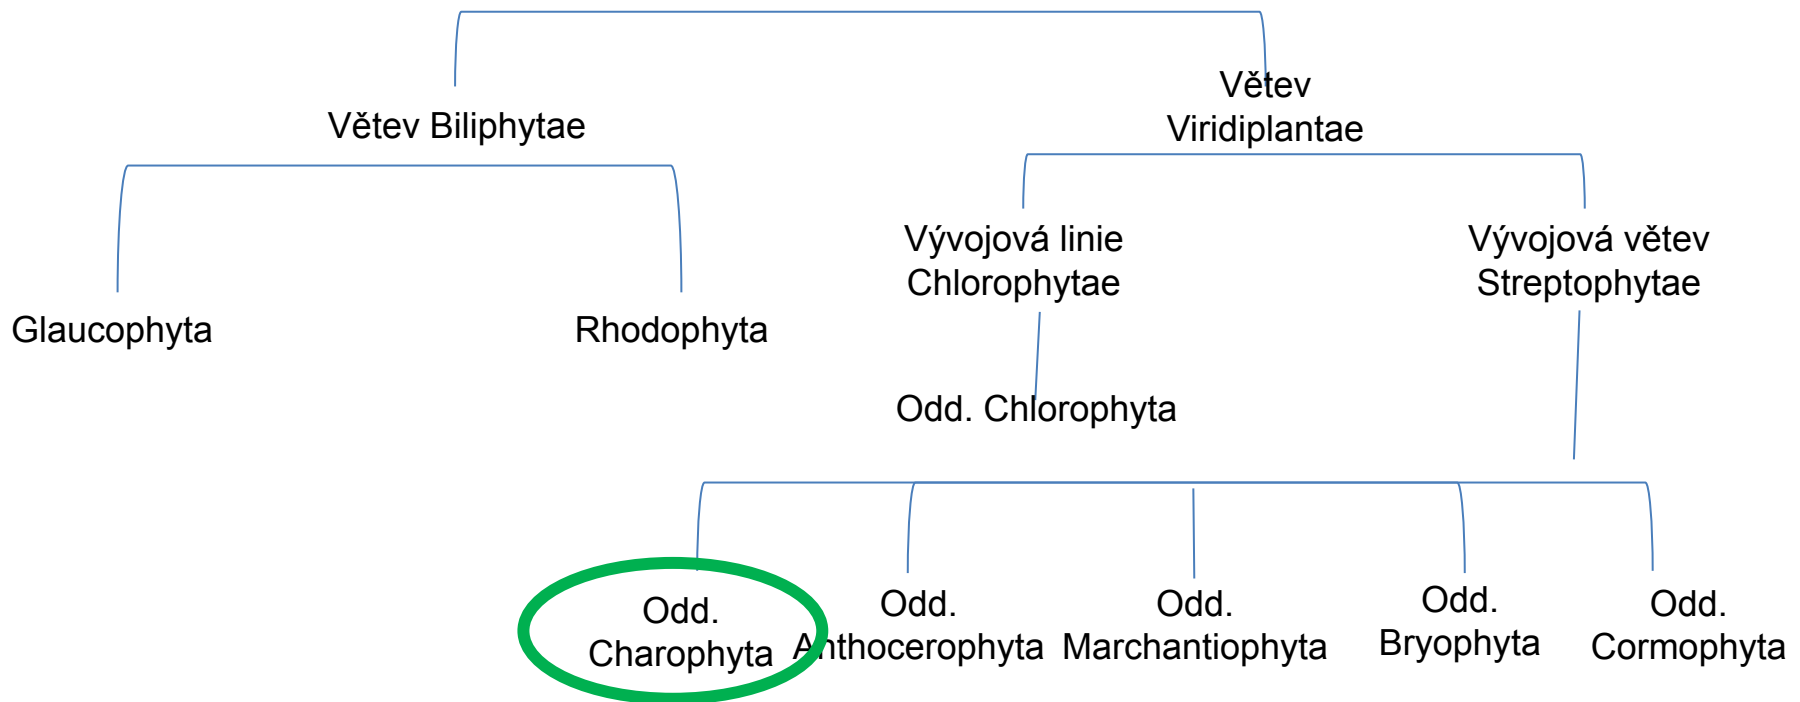 Větev Biliphytae
Větev
Viridiplantae
Glaucophyta
Rhodophyta
Vývojová linie
Chlorophytae
Vývojová větev
Streptophytae
Odd. Chlorophyta
Odd.
Charophyta
Odd.
Anthocerophyta
Odd.
Marchantiophyta
Odd.
Bryophyta
Odd.
Cormophyta